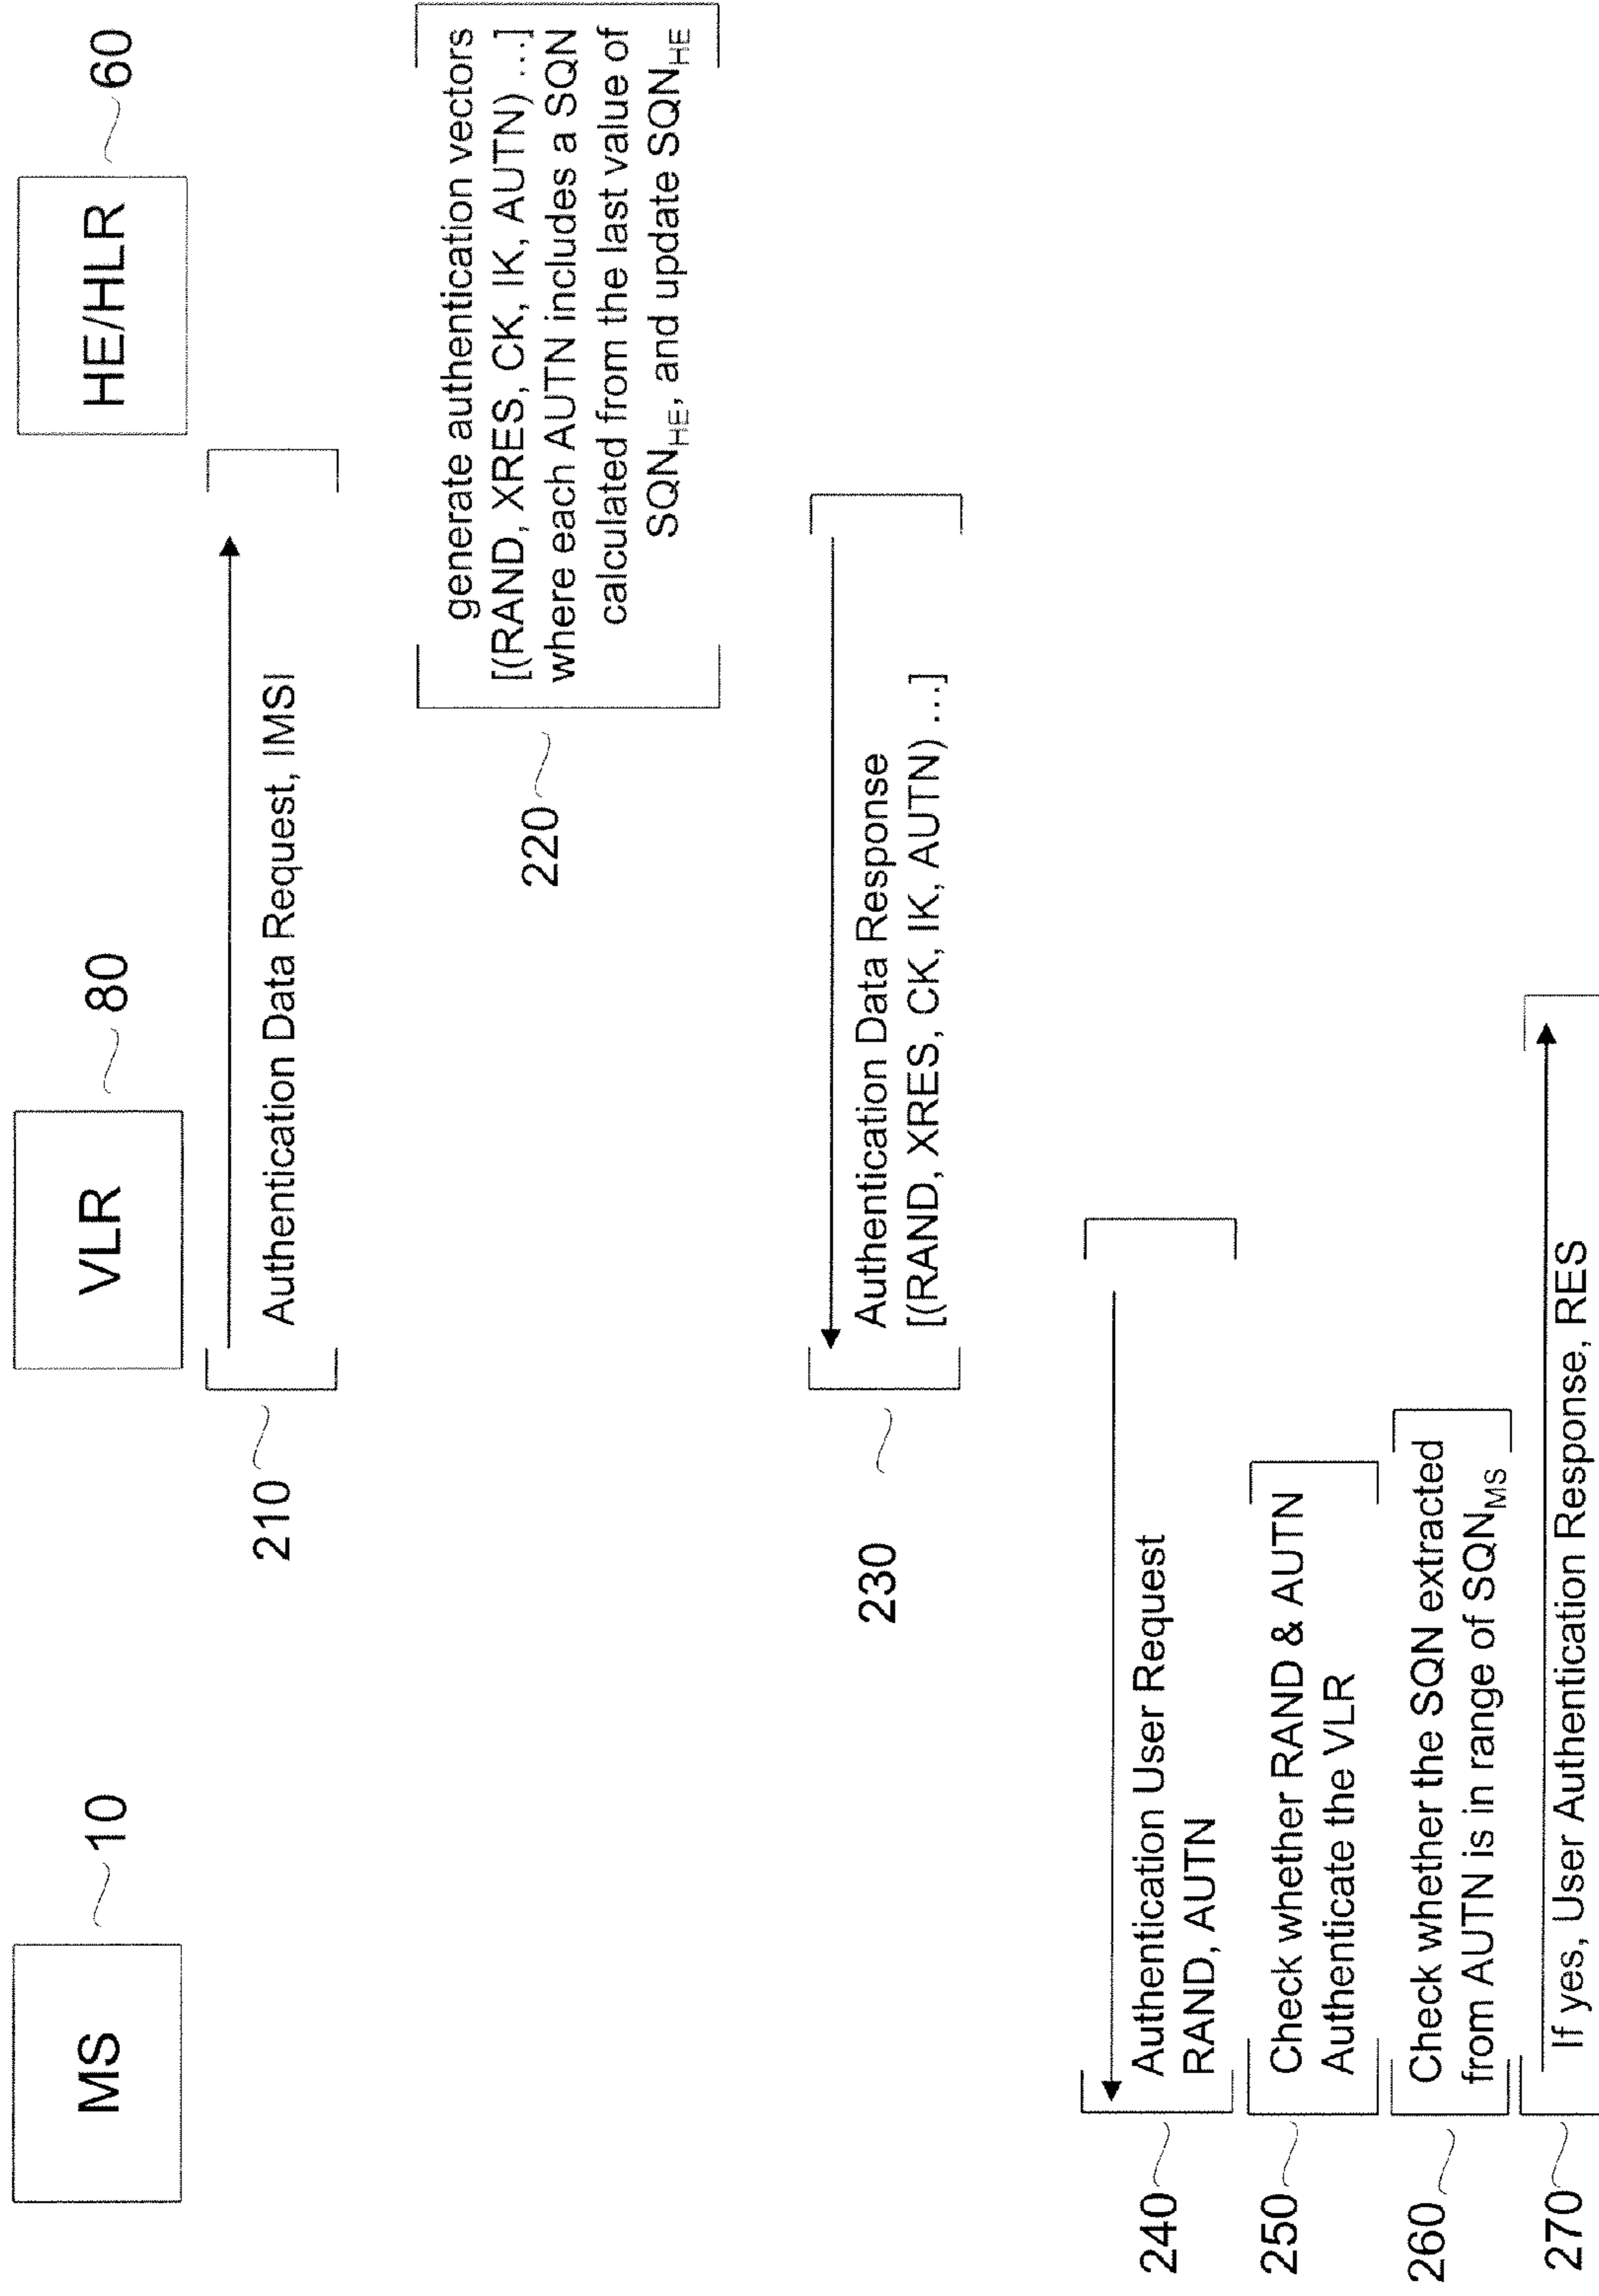 MS
10
VLR
80
HE/HLR
60
210
Authentication Data Request, IMSI
220
generate authentication vectors
[(RAND, XRES, CK, IK, AUTN) ...]
where each AUTN includes a SQN
calculated from the last value of
SQN_HE, and update SQN_HE
230
Authentication Data Response
[(RAND, XRES, CK, IK, AUTN) ...]
240
Authentication User Request
RAND, AUTN
250
Check whether RAND & AUTN
Authenticate the VLR
260
Check whether the SQN extracted
from AUTN is in range of SQN_MS
270
If yes, User Authentication Response, RES